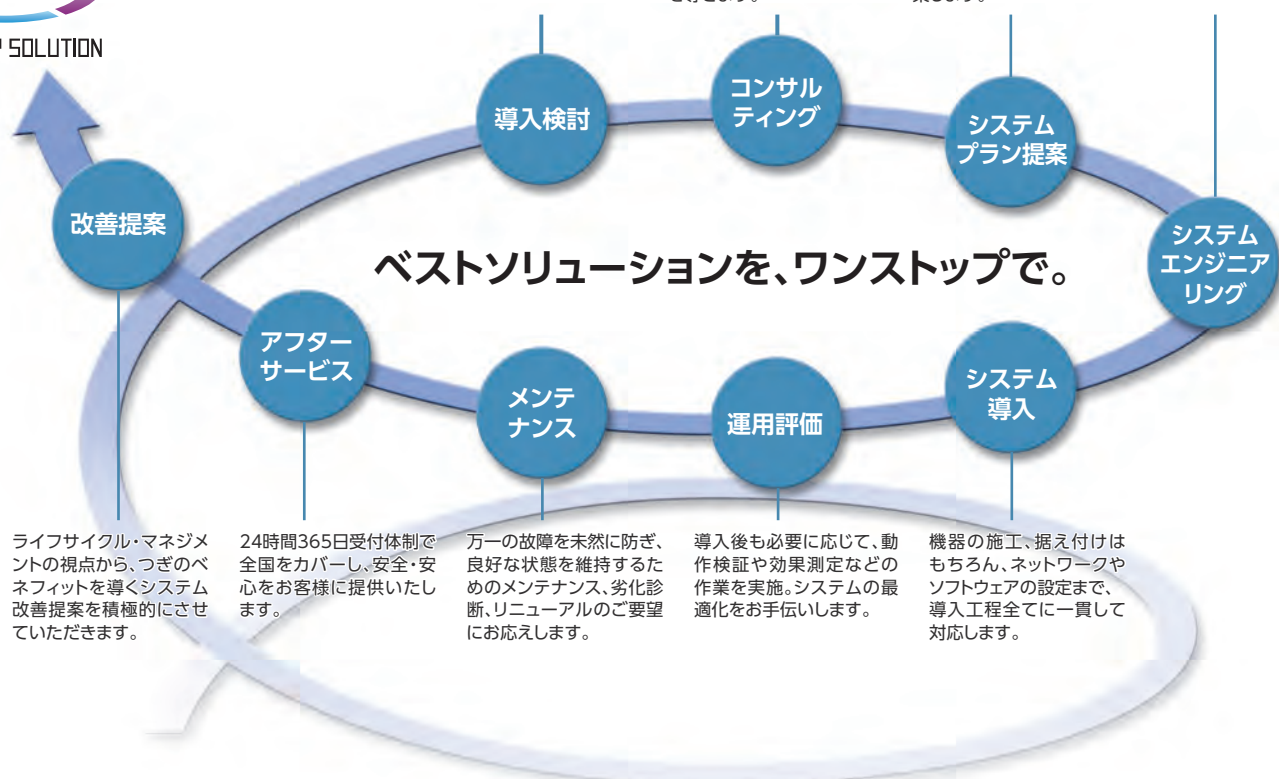 SOLUTION
導入検討
コンサル
ティング
システム
プラン提案
システム
エンジニア
リング
改善提案
ベストソリューションを、ワンストップで。
アフター
サービス
メンテ
ナンス
運用評価
システム
導入
ライフサイクル・マネジメ
ントの視点から、つぎのベ
ネフィットを導くシステム
改善提案を積極的にさせ
ていただきます。
24時間365日受付体制で
全国をカバーし、安全・安
心をお客様に提供いたし
ます。
万一の故障を未然に防ぎ、
良好な状態を維持するた
めのメンテナンス、劣化診
断、リニューアルのご要望
にお応えします。
導入後も必要に応じて、動
作検証や効果測定などの
作業を実施。システムの最
適化をお手伝いします。
機器の施工、据え付けは
もちろん、ネットワークや
ソフトウェアの設定まで、
導入工程全てに一貫して
対応します。